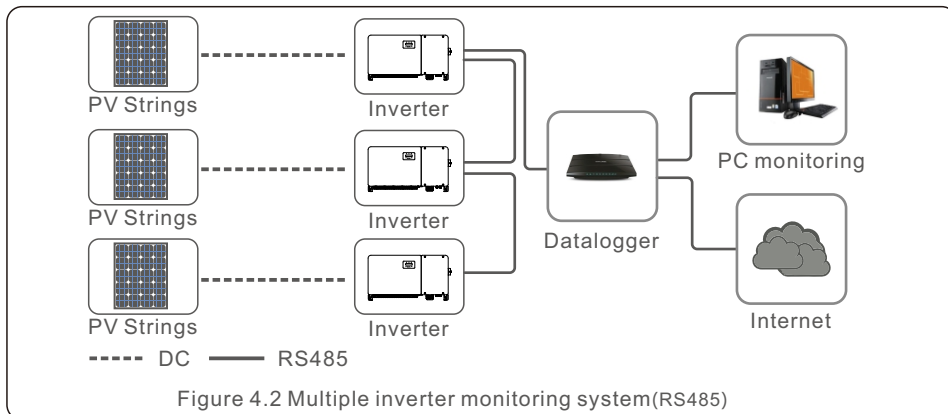 PV Strings
Inverter
PC monitoring
PV Strings
Inverter
Datalogger
PV Strings
Inverter
Internet
DC
RS485
Figure 4.2 Multiple inverter monitoring system(RS485)